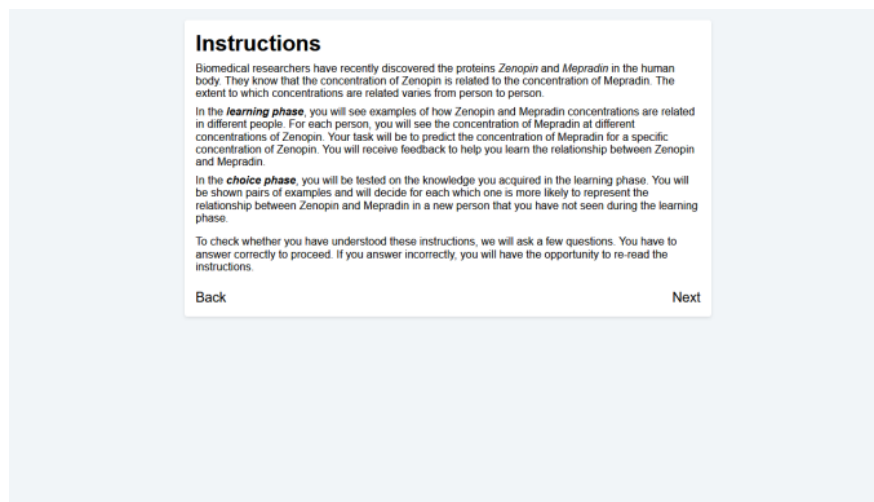 Instructions
Biomedical researchers have recently discovered the proteins Zenopin and Mepradin in the human
body. They know that the concentration of Zenopin is related to the concentration of Mepradin. The
extent to which concentrations are related varies from person to person.
In the learning phase, you will see examples of how Zenopin and Mepradin concentrations are related
in different people. For each person, you will see the concentration of Mepradin at different
concentrations of Zenopin. Your task will be to predict the concentration of Mepradin for a specific
concentration of Zenopin. You will receive feedback to help you learn the relationship between Zenopin
and Mepradin.
In the choice phase, you will be tested on the knowledge you acquired in the learning phase. You will
be shown pairs of examples and will decide for each which one is more likely to represent the
relationship between Zenopin and Mepradin in a new person that you have not seen during the learning
phase.
To check whether you have understood these instructions, we will ask a few questions. You have to
answer correctly to proceed. If you answer incorrectly, you will have the opportunity to re-read the
instructions.
Back Next